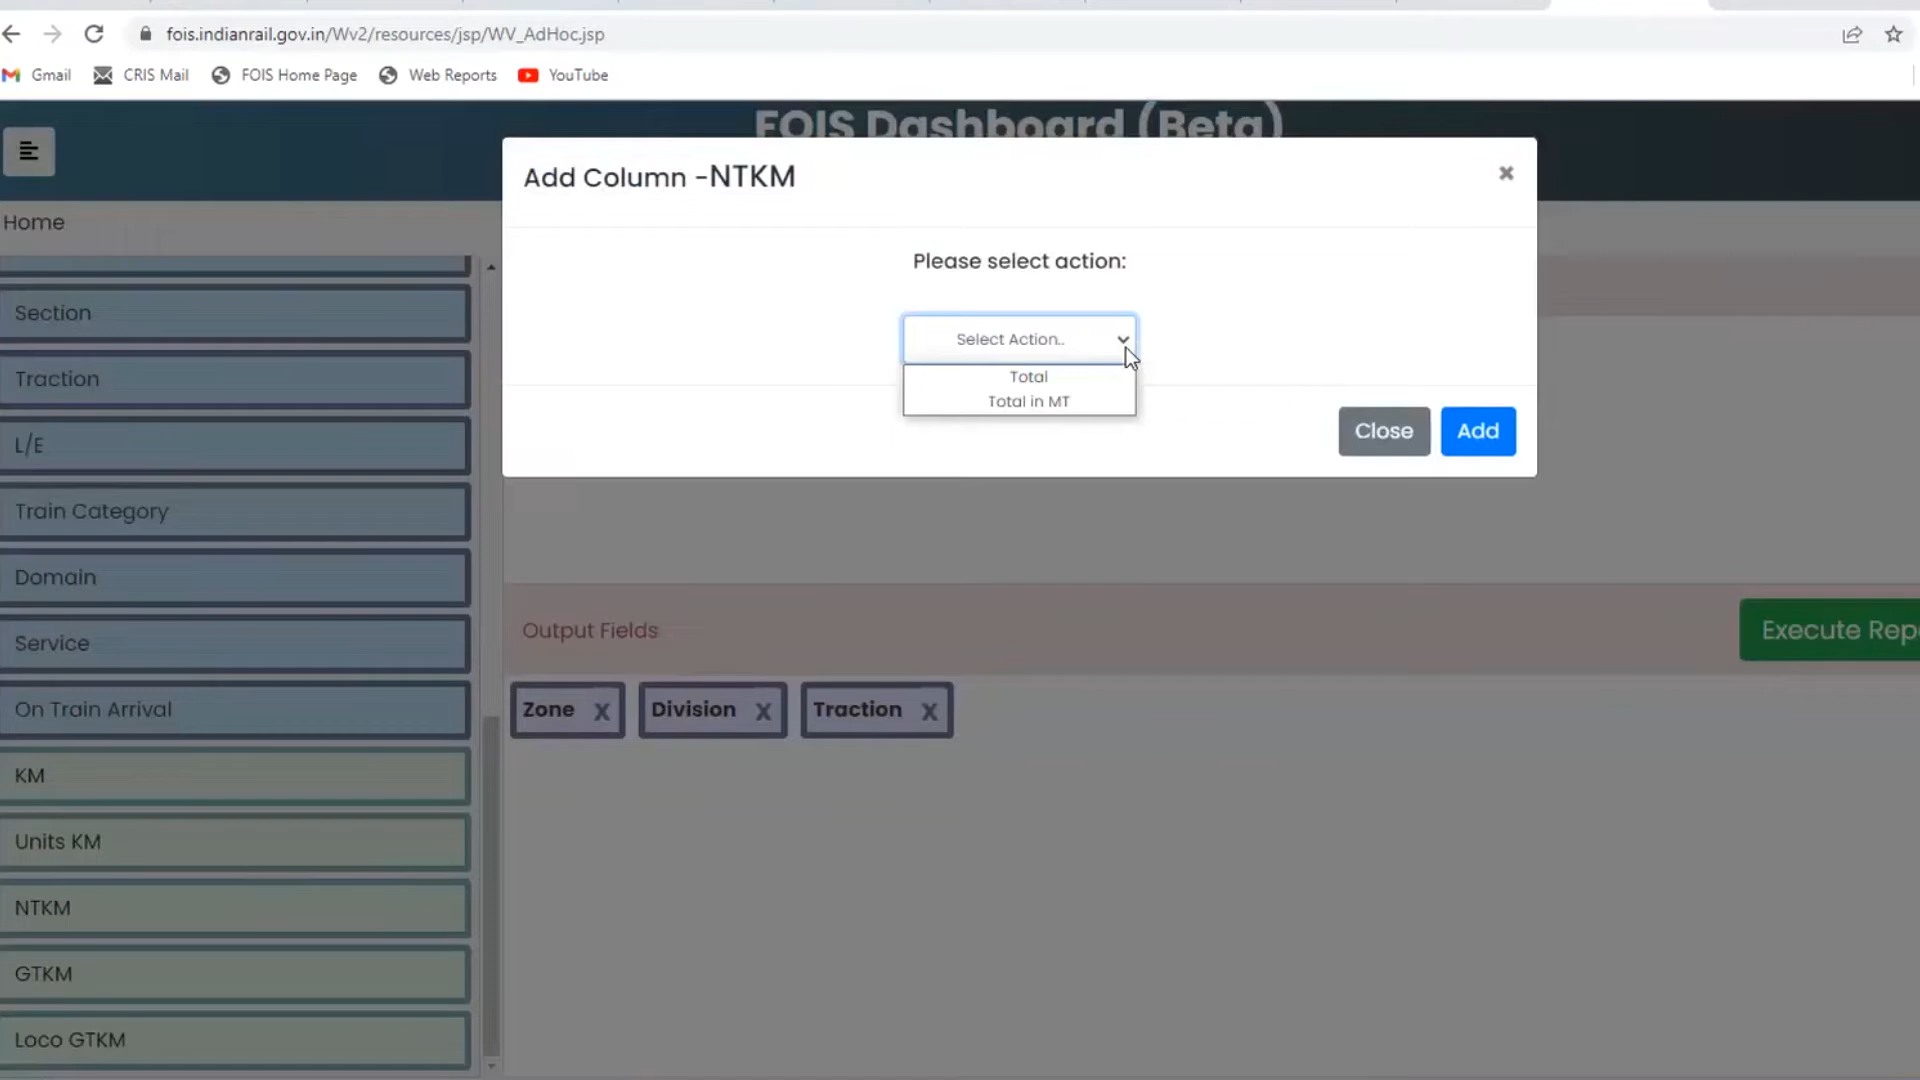 fois.indianrail.gov.in/Wv2/resources/jsp/WV_AdHoc.jsp
Gmail CRIS Mail FOIS Home Page Web Reports YouTube
FOIS Dashboard (Beta)
Add Column -NTKM
×
Home
Please select action:
Section
Select Action..
Traction
Total
Total in MT
L/E
Close Add
Train Category
Domain
Output Fields
Execute Rep
Service
On Train Arrival
Zone X Division X Traction X
KM
Units KM
NTKM
GTKM
Loco GTKM